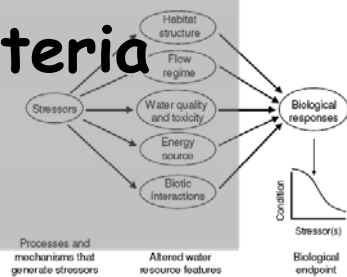 teria
Habitat
structure
Flow
regime
Stressors
Water quality
and toxicity
Biological
responses
Energy
source
Biotic
interactions
Condition
Stressor(s)
Processes and
mechanisms that
generate stressors
Altered water
resource features
Biological
endpoint